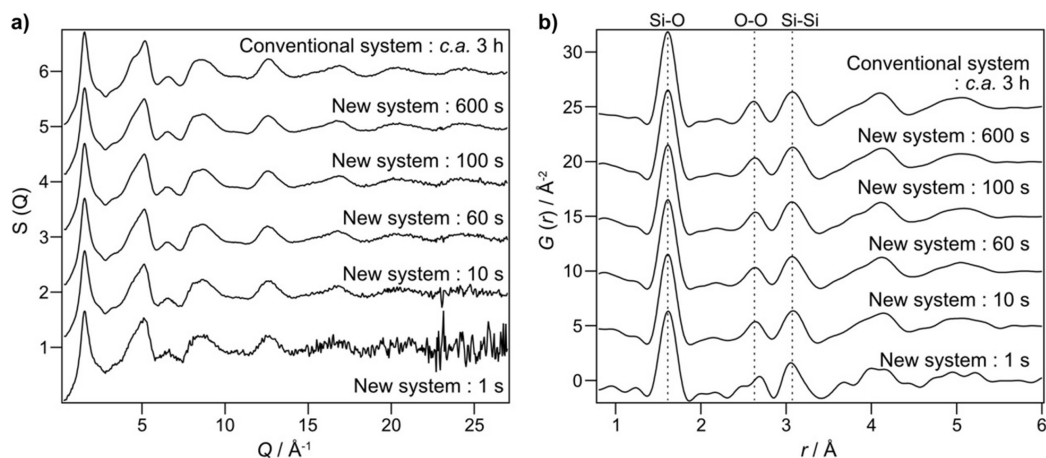 a)
Conventional system : c.a. 3 h
New system : 600 s
New system : 100 s
New system : 60 s
New system : 10 s
New system : 1 s
S (Q)
6
5
4
3
2
1
5 10 15 20 25
Q / Å-1
b)
Si-O O-O Si-Si
Conventional system
: c.a. 3 h
New system : 600 s
New system : 100 s
New system : 60 s
New system : 10 s
New system : 1 s
G (r) / Å-2
30
25
20
15
10
5
0
1 2 3 4 5 6
r / Å